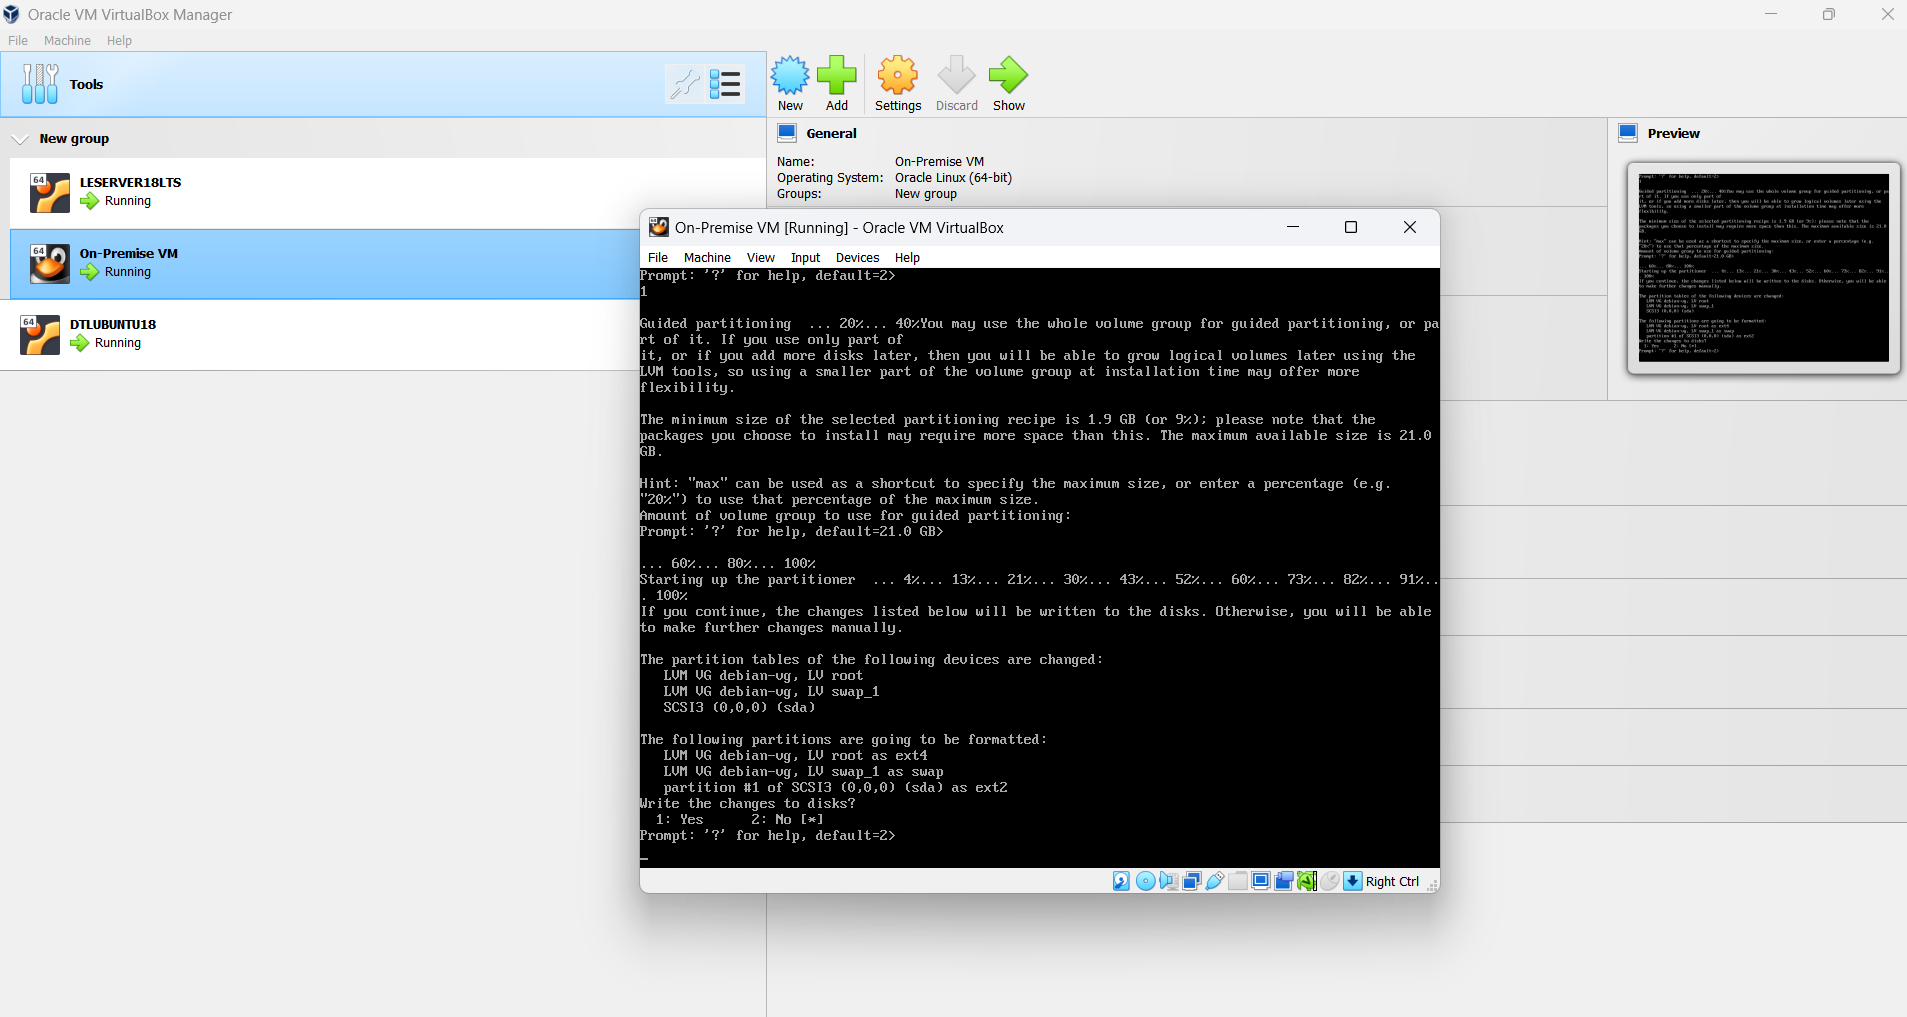 Oracle VM VirtualBox Manager
File Machine Help
Tools
New Add Settings Discard Show
New group
64 LESERVER18LTS
Running
64 On-Premise VM
Running
64 DTLUBUNTU18
Running
General
Name: On-Premise VM
Operating System: Oracle Linux (64-bit)
Groups: New group
Preview
On-Premise VM [Running] - Oracle VM VirtualBox
File Machine View Input Devices Help
Prompt: '?' for help, default=2>
1
Guided partitioning  ... 20%... 40%You may use the whole volume group for guided partitioning, or pa
rt of it. If you use only part of
it, or if you add more disks later, then you will be able to grow logical volumes later using the
LVM tools, so using a smaller part of the volume group at installation time may offer more
flexibility.
The minimum size of the selected partitioning recipe is 1.9 GB (or 9%); please note that the
packages you choose to install may require more space than this. The maximum available size is 21.0
GB.
Hint: "max" can be used as a shortcut to specify the maximum size, or enter a percentage (e.g.
"20%") to use that percentage of the maximum size.
Amount of volume group to use for guided partitioning:
Prompt: '?' for help, default=21.0 GB>
... 60%... 80%... 100%
Starting up the partitioner  ... 4%... 13%... 21%... 30%... 43%... 52%... 60%... 73%... 82%... 91%..
. 100%
If you continue, the changes listed below will be written to the disks. Otherwise, you will be able
to make further changes manually.
The partition tables of the following devices are changed:
LVM VG debian-vg, LV root
LVM VG debian-vg, LV swap_1
SCSI3 (0,0,0) (sda)
The following partitions are going to be formatted:
LVM VG debian-vg, LV root as ext4
LVM VG debian-vg, LV swap_1 as swap
partition #1 of SCSI3 (0,0,0) (sda) as ext2
Write the changes to disks?
1: Yes      2: No [*]
Prompt: '?' for help, default=2>
Right Ctrl